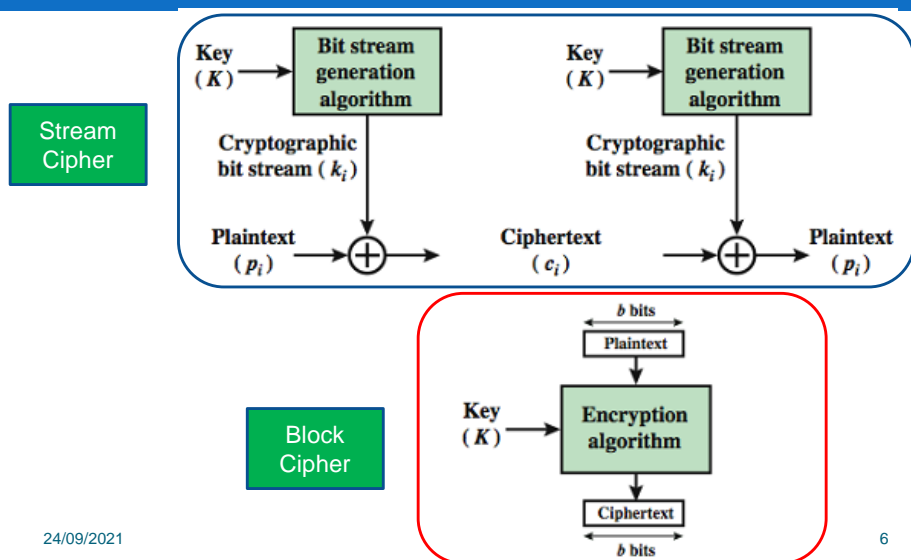 Stream
Cipher
Key
(K)
Bit stream
generation
algorithm
Cryptographic
bit stream ( kᵢ )
Plaintext
( pᵢ )
Ciphertext
( cᵢ )
Key
(K)
Bit stream
generation
algorithm
Cryptographic
bit stream ( kᵢ )
Plaintext
( pᵢ )
Block
Cipher
b bits
Plaintext
Key
(K)
Encryption
algorithm
Ciphertext
b bits
24/09/2021
6